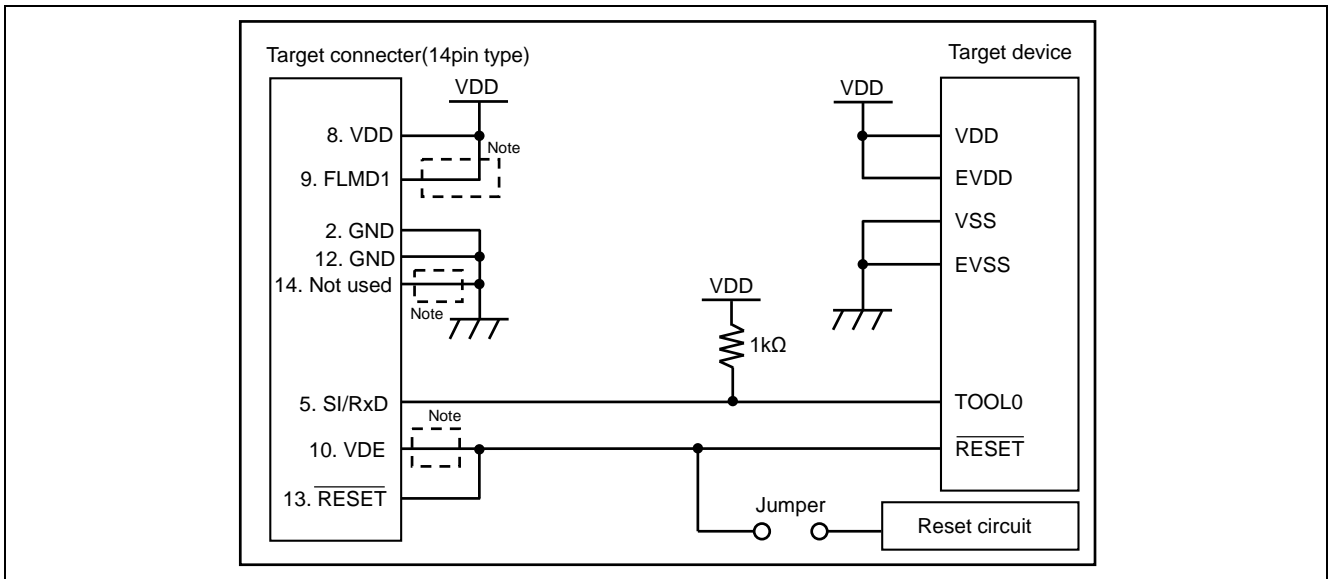 Target connecter(14pin type)
VDD
8. VDD
Note
9. FLMD1
2. GND
12. GND
14. Not used
Note
5. SI/RxD
Note
10. VDE
13. RESET
VDD
1kΩ
Jumper
Reset circuit
Target device
VDD
VDD
EVDD
VSS
EVSS
TOOL0
RESET